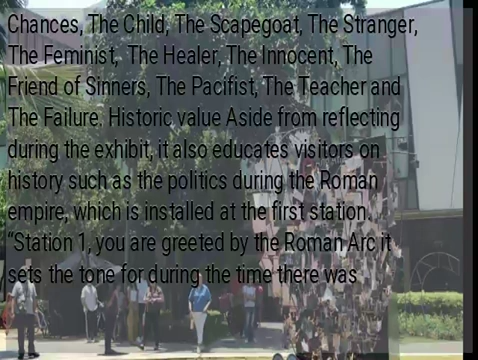 Chances, The Child, The Scapegoat, The Stranger,
The Feminist, The Healer, The Innocent, The
Friend of Sinners, The Pacifist, The Teacher and
The Failure. Historic value Aside from reflecting
during the exhibit, it also educates visitors on
history such as the politics during the Roman
empire, which is installed at the first station.
“Station 1, you are greeted by the Roman Arc it
sets the tone for during the time there was